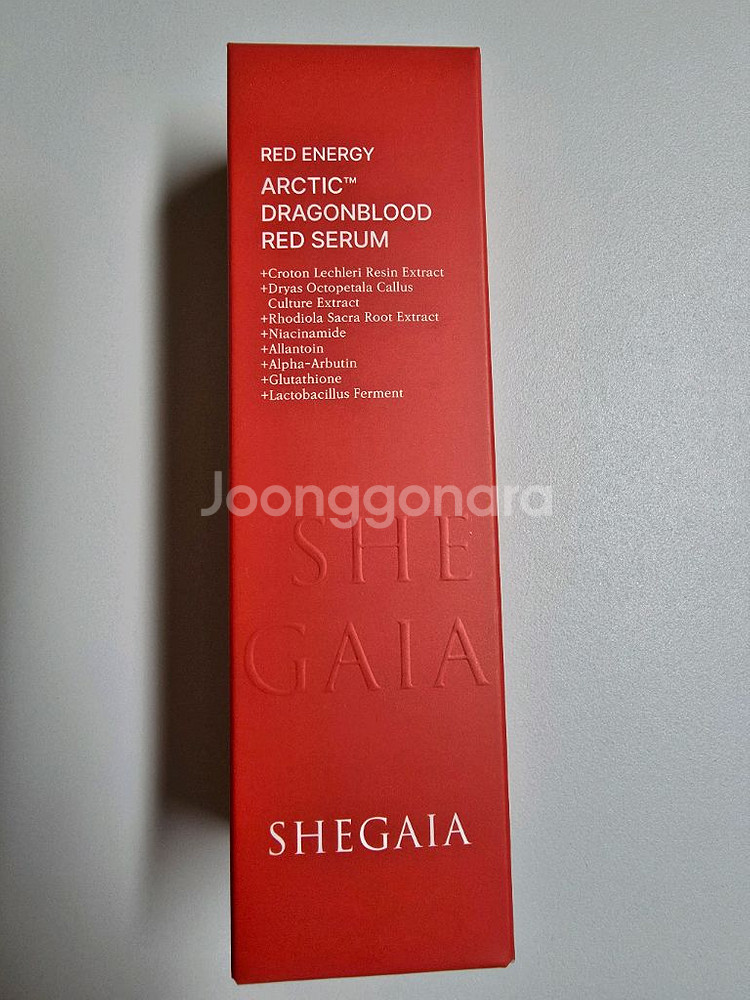 RED ENERGY
ARCTIC™
DRAGONBLOOD
RED SERUM
+Croton Lechleri Resin Extract
+Dryas Octopetala Callus
Culture Extract
+Rhodiola Sacra Root Extract
+Niacinamide
+Allantoin
+Alpha-Arbutin
+Glutathione
+Lactobacillus Ferment
Joonggonara
SHE
GAIA
SHEGAIA